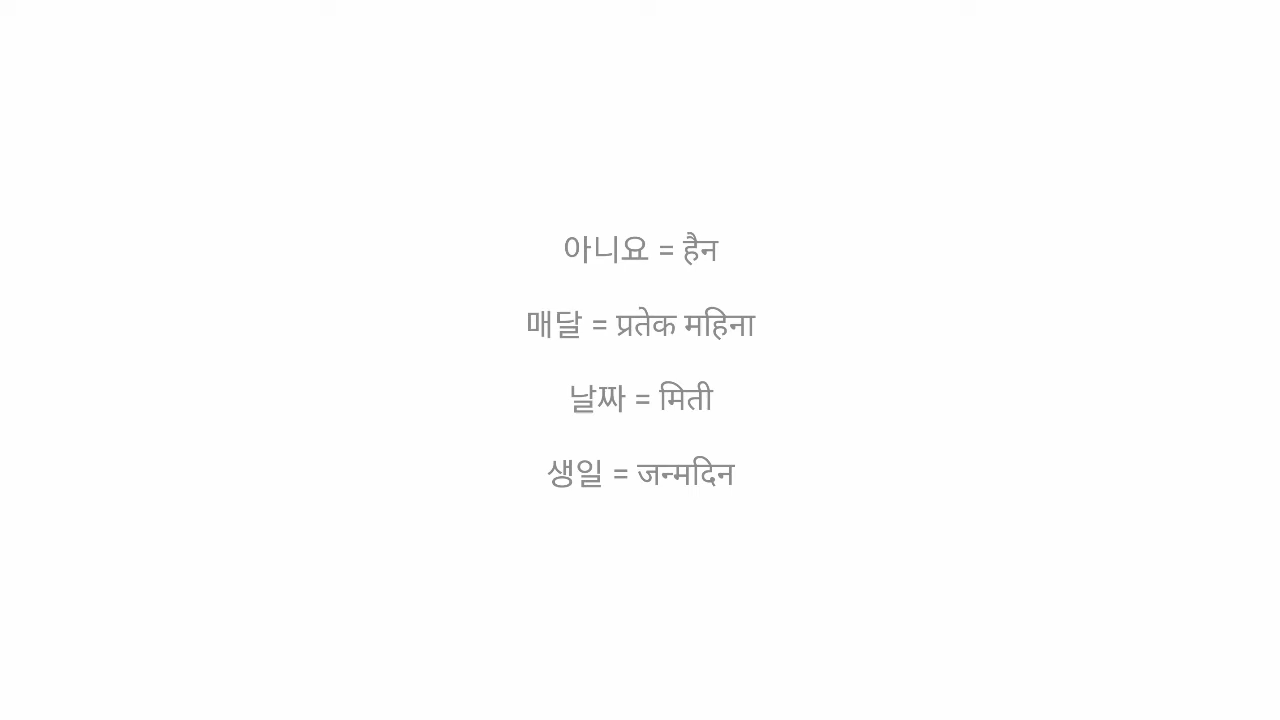 아니요 = हैन
매달 = प्रतेक महिना
날짜 = मिती
생일 = जन्मदिन